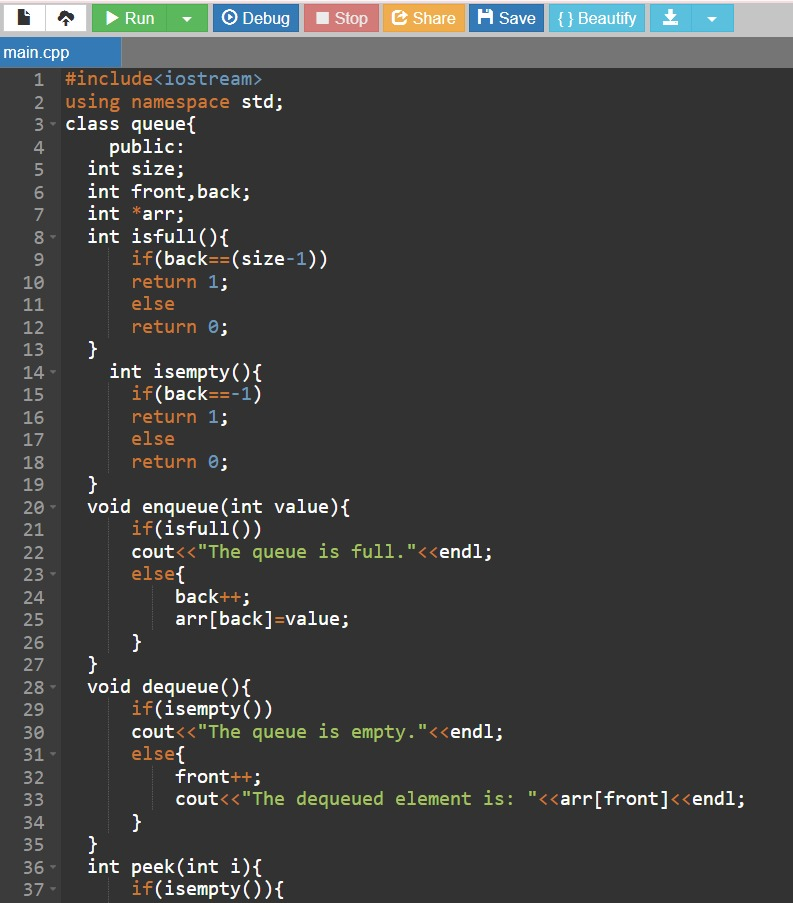 Run Debug Stop Share Save { } Beautify
main.cpp
1 #include<iostream>
2 using namespace std;
3 class queue{
4     public:
5   int size;
6   int front,back;
7   int *arr;
8   int isfull(){
9       if(back==(size-1))
10       return 1;
11       else
12       return 0;
13   }
14     int isempty(){
15       if(back==-1)
16       return 1;
17       else
18       return 0;
19   }
20   void enqueue(int value){
21       if(isfull())
22       cout<<"The queue is full."<<endl;
23       else{
24           back++;
25           arr[back]=value;
26       }
27   }
28   void dequeue(){
29       if(isempty())
30       cout<<"The queue is empty."<<endl;
31       else{
32           front++;
33           cout<<"The dequeued element is: "<<arr[front]<<endl;
34       }
35   }
36   int peek(int i){
37       if(isempty()){